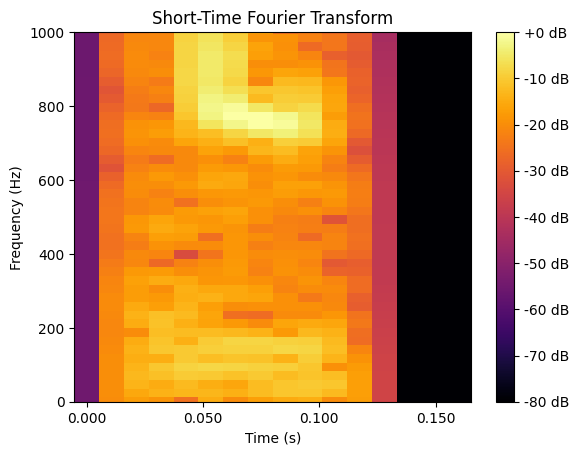 Short-Time Fourier Transform
Frequency (Hz)
1000
800
600
400
200
0
0.000
0.050
0.100
0.150
Time (s)
+0 dB
-10 dB
-20 dB
-30 dB
-40 dB
-50 dB
-60 dB
-70 dB
-80 dB